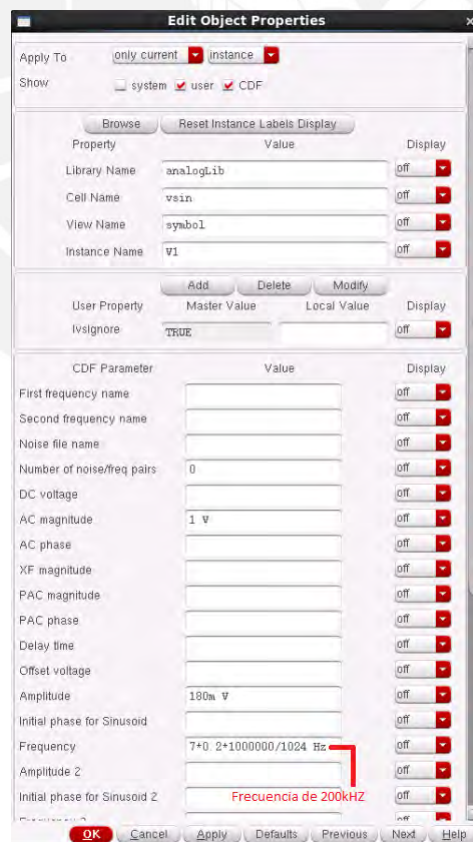 Edit Object Properties
Apply To only current instance
Show system user CDF
Browse Reset Instance Labels Display
Property Value Display
Library Name analogLib off
Cell Name vsin off
View Name symbol off
Instance Name V1 off
Add Delete Modify
User Property Master Value Local Value Display
lvsIgnore TRUE off
CDF Parameter Value Display
First frequency name off
Second frequency name off
Noise file name off
Number of noise/freq pairs 0 off
DC voltage off
AC magnitude 1 V off
AC phase off
XF magnitude off
PAC magnitude off
PAC phase off
Delay time off
Offset voltage off
Amplitude 180m V off
Initial phase for Sinusoid off
Frequency 7*0.2*1000000/1024 Hz off
Amplitude 2 off
Initial phase for Sinusoid 2 Frecuencia de 200kHZ off
OK Cancel Apply Defaults Previous Next Help